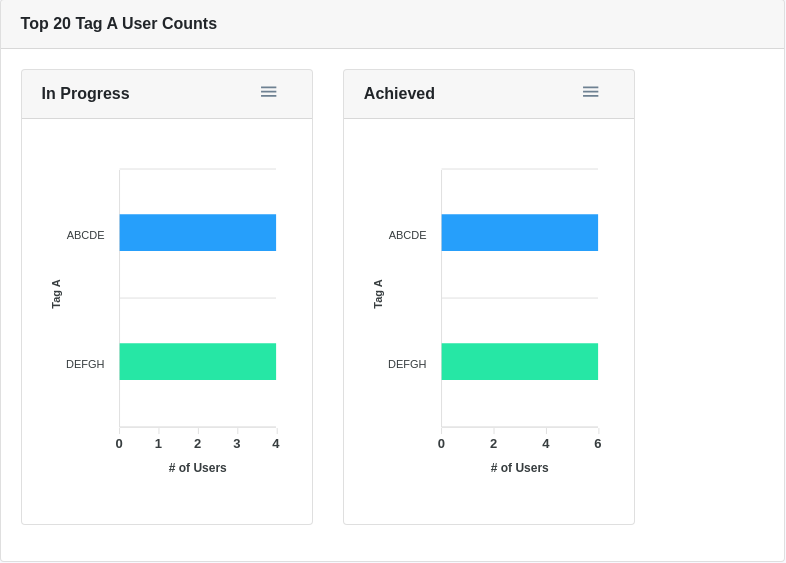 Top 20 Tag A User Counts
In Progress
ABCDE
Tag A
DEFGH
0 1 2 3 4
# of Users
Achieved
ABCDE
Tag A
DEFGH
0 2 4 6
# of Users